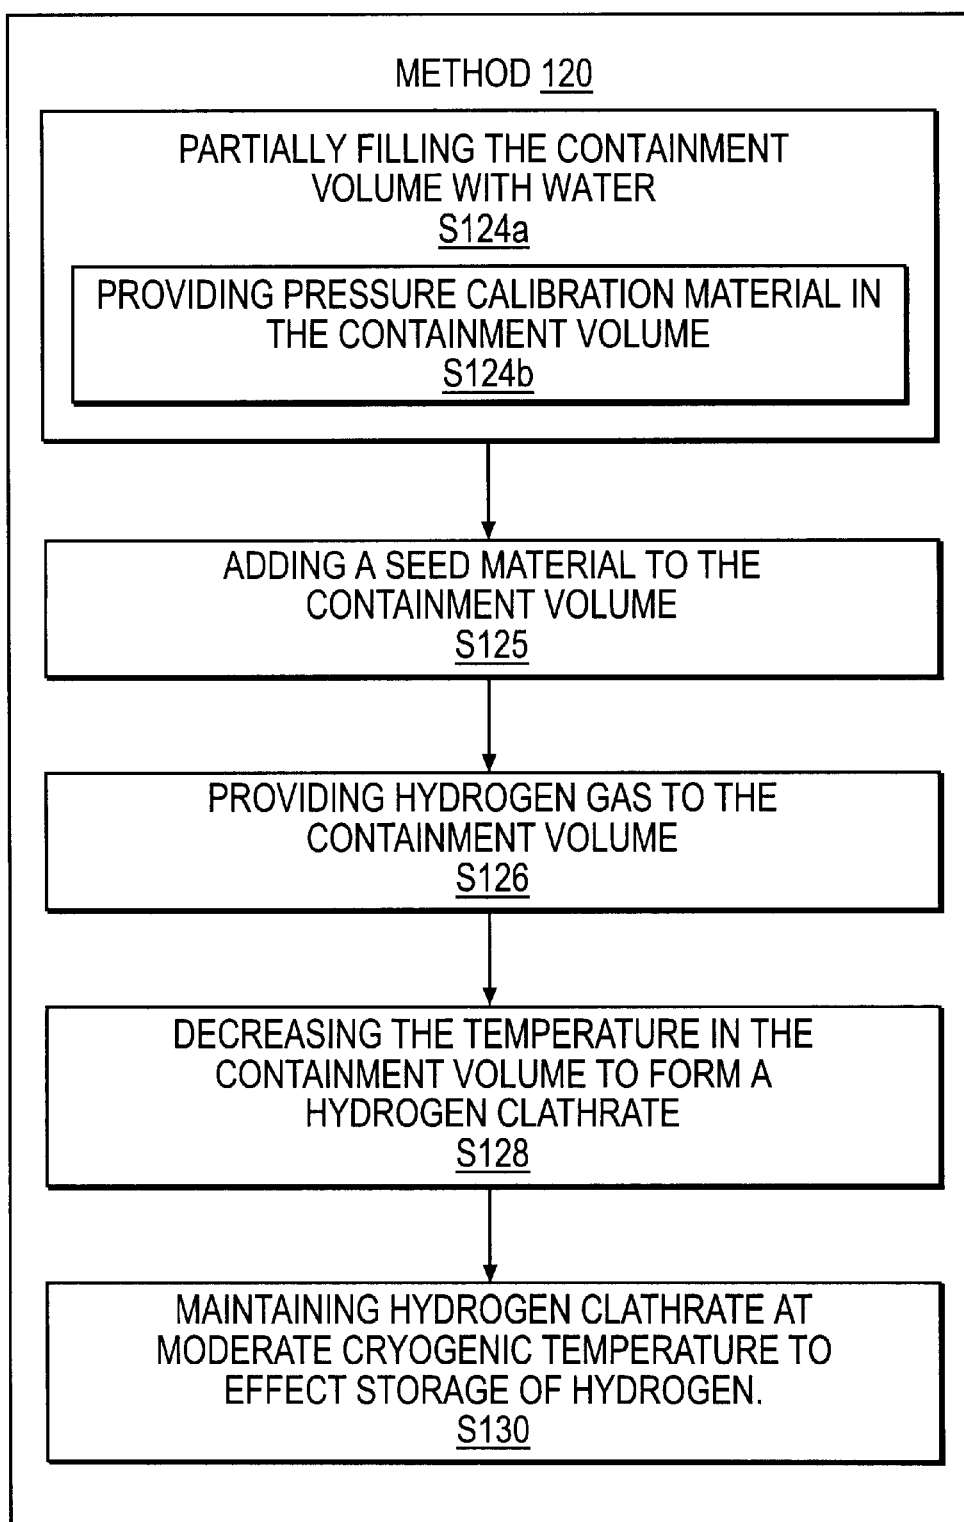 METHOD 120
PARTIALLY FILLING THE CONTAINMENT
VOLUME WITH WATER
S124a
PROVIDING PRESSURE CALIBRATION MATERIAL IN
THE CONTAINMENT VOLUME
S124b
ADDING A SEED MATERIAL TO THE
CONTAINMENT VOLUME
S125
PROVIDING HYDROGEN GAS TO THE
CONTAINMENT VOLUME
S126
DECREASING THE TEMPERATURE IN THE
CONTAINMENT VOLUME TO FORM A
HYDROGEN CLATHRATE
S128
MAINTAINING HYDROGEN CLATHRATE AT
MODERATE CRYOGENIC TEMPERATURE TO
EFFECT STORAGE OF HYDROGEN.
S130